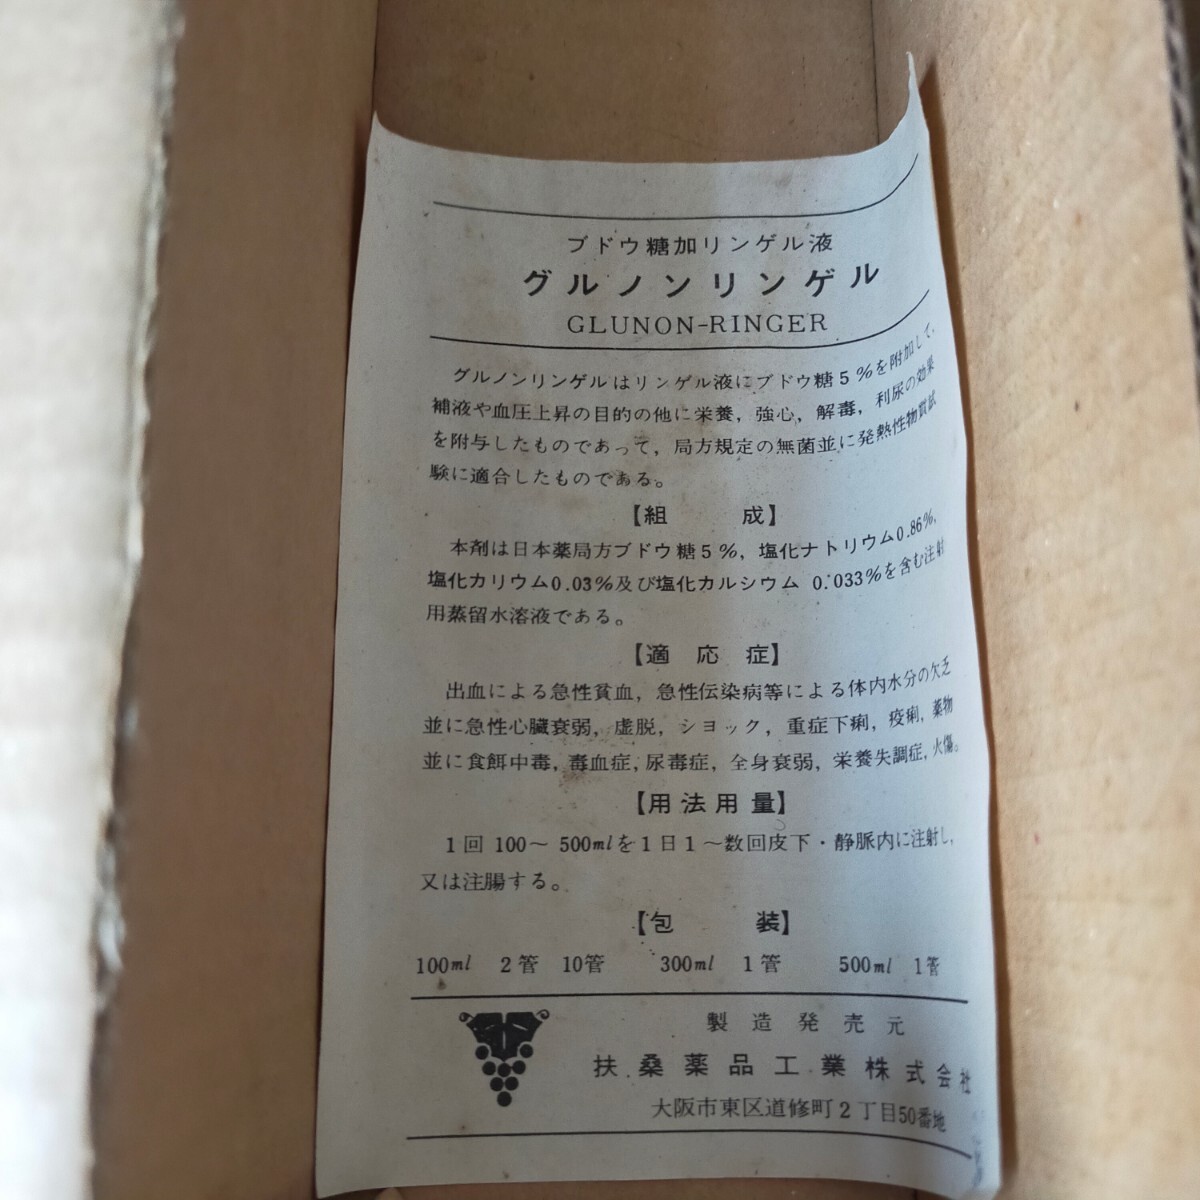 ブドウ糖加リンゲル液
グルノンリンゲル
GLUNON-RINGER
グルノンリンゲルはリンゲル液にブドウ糖5%を附加して,
補液や血圧上昇の目的の他に栄養,強心,解毒,利尿の効果
を附与したものであって,局方規定の無菌並に発熱性物質試
験に適合したものである。
【組 成】
本剤は日本薬局方ブドウ糖5%,塩化ナトリウム0.86%,
塩化カリウム0.03%及び塩化カルシウム 0.033%を含む注射
用蒸留水溶液である。
【適応症】
出血による急性貧血,急性伝染病等による体内水分の欠乏
並に急性心臓衰弱,虚脱,ショック,重症下痢,疫痢,薬物
並に食餌中毒,毒血症,尿毒症,全身衰弱,栄養失調症,火傷。
【用法用量】
1回 100〜500mlを1日1〜数回皮下・静脈内に注射し,
又は注腸する。
【包 装】
100ml 2管 10管 300ml 1管 500ml 1管
製造発売元
扶桑薬品工業株式会社
大阪市東区道修町2丁目50番地